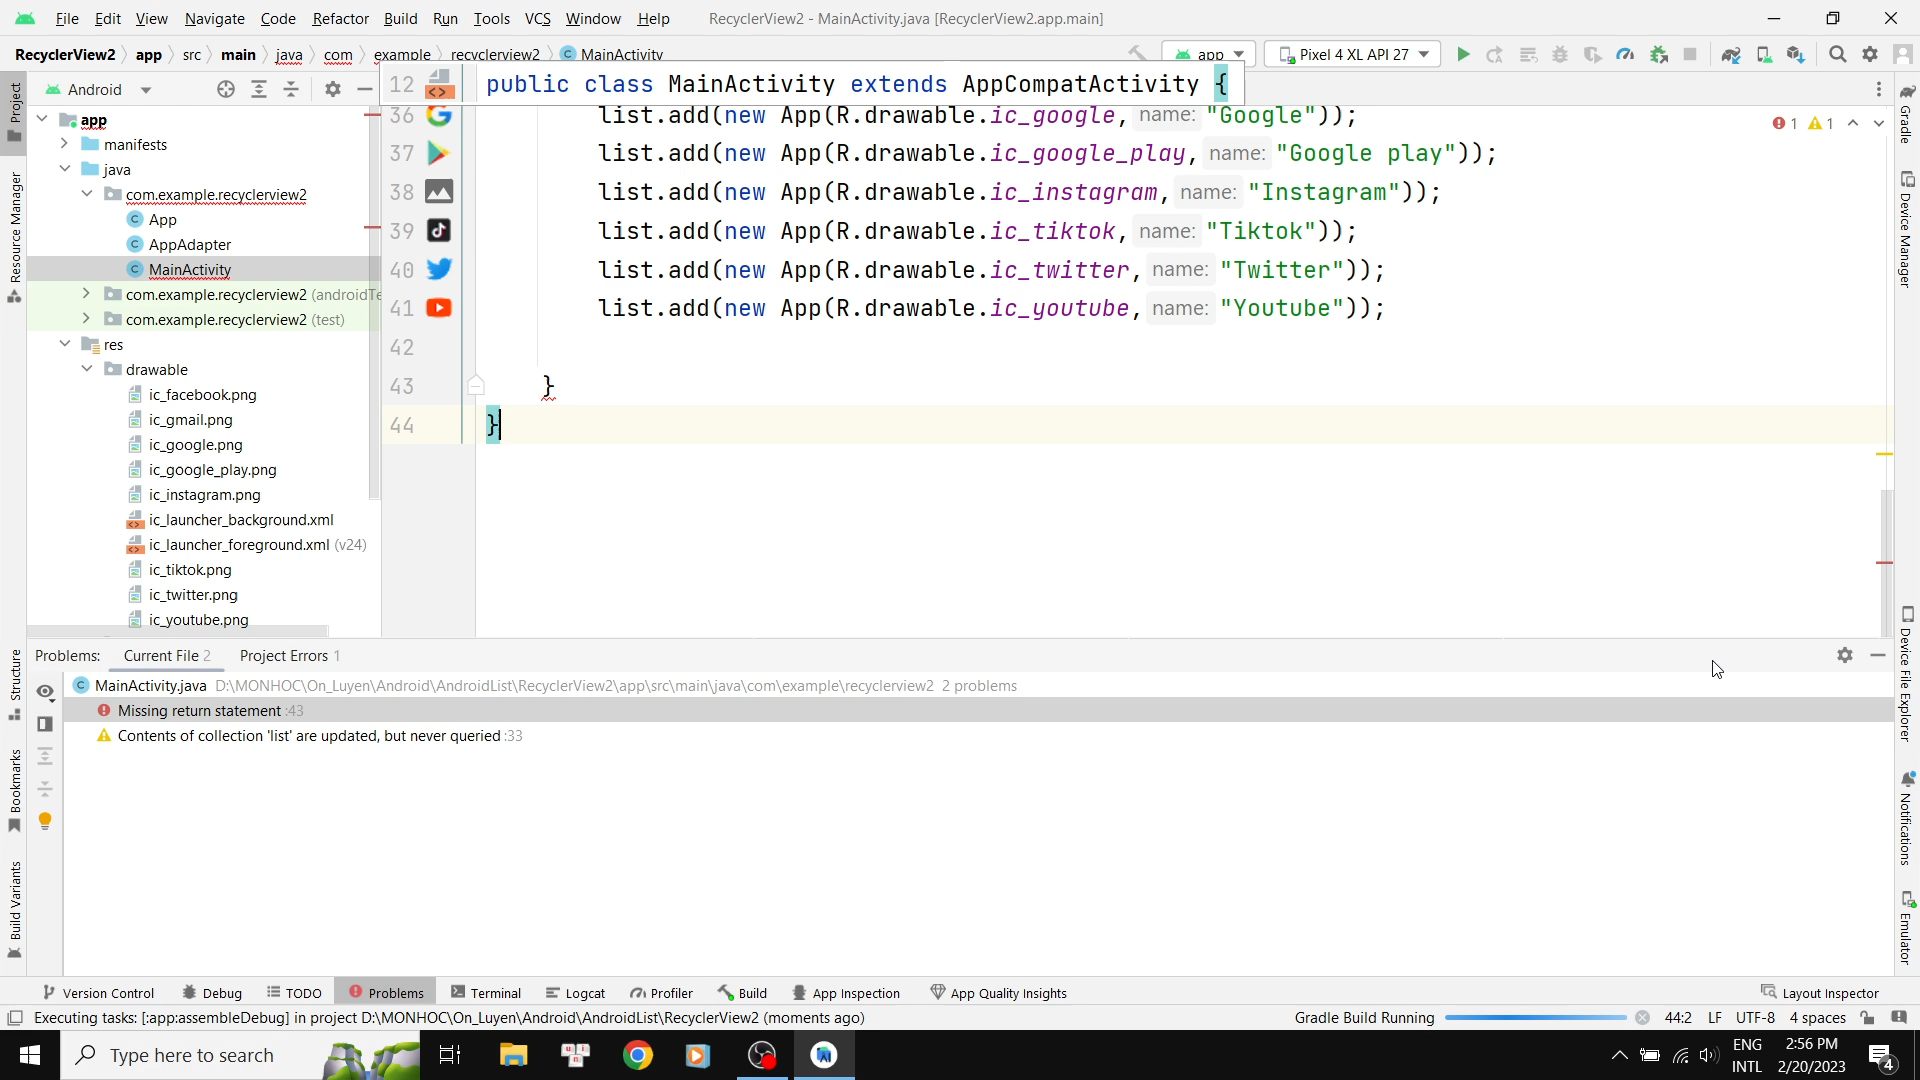 File Edit View Navigate Code Refactor Build Run Tools VCS Window Help RecyclerView2 - MainActivity.java [RecyclerView2.app.main]
RecyclerView2 app src main java com example recyclerview2 MainActivity app Pixel 4 XL API 27
Android
12 public class MainActivity extends AppCompatActivity {
36 list.add(new App(R.drawable.ic_google, name: "Google"));
37 list.add(new App(R.drawable.ic_google_play, name: "Google play"));
38 list.add(new App(R.drawable.ic_instagram, name: "Instagram"));
39 list.add(new App(R.drawable.ic_tiktok, name: "Tiktok"));
40 list.add(new App(R.drawable.ic_twitter, name: "Twitter"));
41 list.add(new App(R.drawable.ic_youtube, name: "Youtube"));
42
43 }
44 }
1 1
app
manifests
java
com.example.recyclerview2
App
AppAdapter
MainActivity
com.example.recyclerview2 (androidTe
com.example.recyclerview2 (test)
res
drawable
ic_facebook.png
ic_gmail.png
ic_google.png
ic_google_play.png
ic_instagram.png
ic_launcher_background.xml
ic_launcher_foreground.xml (v24)
ic_tiktok.png
ic_twitter.png
ic_youtube.png
Project
Resource Manager
Structure
Bookmarks
Build Variants
Gradle
Device Manager
Device File Explorer
Notifications
Emulator
Problems: Current File 2 Project Errors 1
MainActivity.java D:\MONHOC\On_Luyen\Android\AndroidList\RecyclerView2\app\src\main\java\com\example\recyclerview2 2 problems
Missing return statement :43
Contents of collection 'list' are updated, but never queried :33
Version Control Debug TODO Problems Terminal Logcat Profiler Build App Inspection App Quality Insights Layout Inspector
Executing tasks: [:app:assembleDebug] in project D:\MONHOC\On_Luyen\Android\AndroidList\RecyclerView2 (moments ago) Gradle Build Running 44:2 LF UTF-8 4 spaces
Type here to search
ENG 2:56 PM
INTL 2/20/2023
4